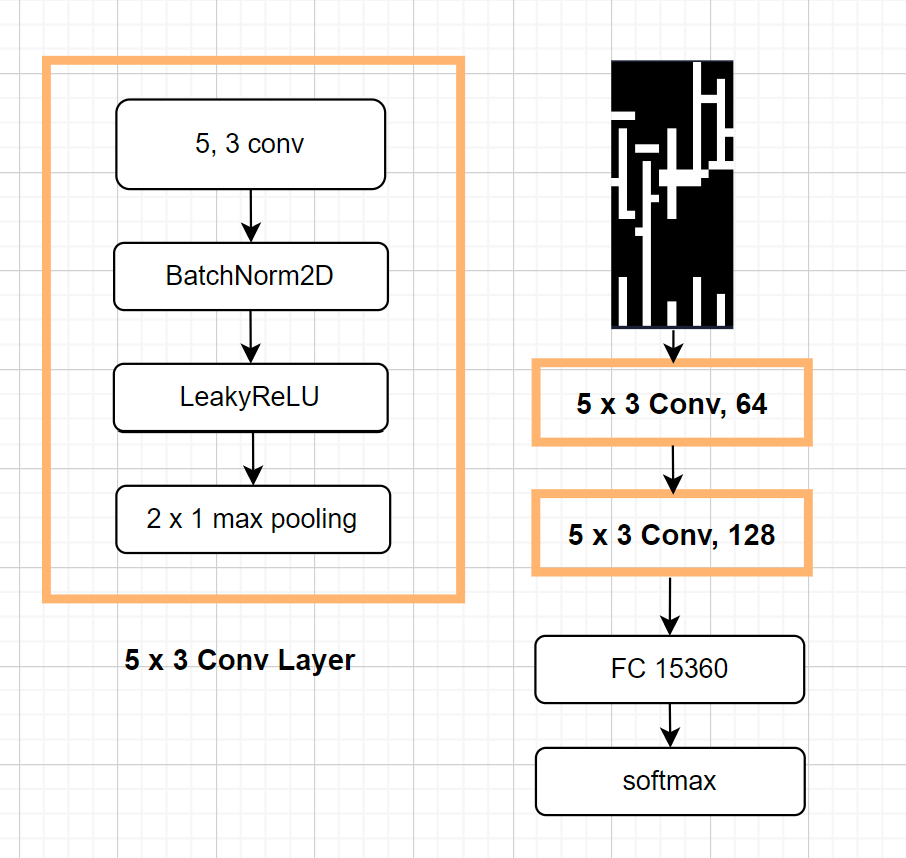 5, 3 conv
BatchNorm2D
LeakyReLU
2 x 1 max pooling
5 x 3 Conv Layer
5 x 3 Conv, 64
5 x 3 Conv, 128
FC 15360
softmax